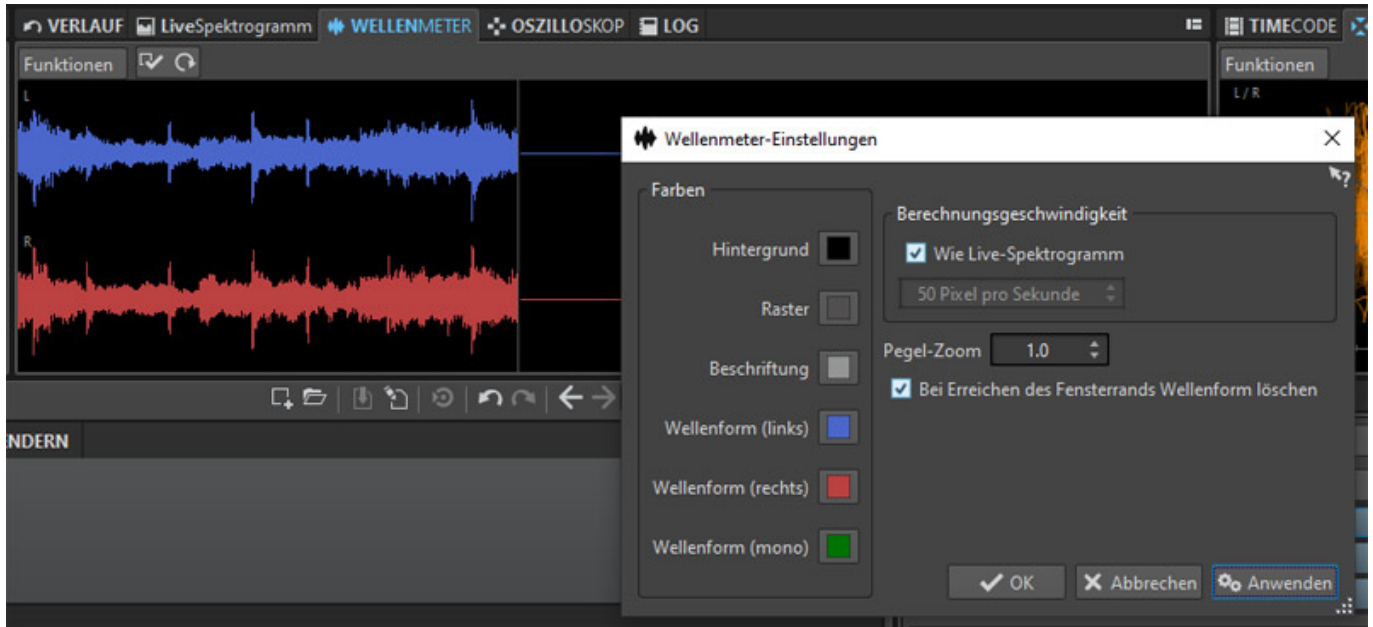 VERLAUF LiveSpektrogramm WELLENMETER OSZILLOSKOP LOG TIMECODE
Funktionen
Funktionen
L
L/R
R
Wellenmeter-Einstellungen
Farben
Hintergrund
Raster
Beschriftung
Wellenform (links)
Wellenform (rechts)
Wellenform (mono)
Berechnungsgeschwindigkeit
Wie Live-Spektrogramm
50 Pixel pro Sekunde
Pegel-Zoom 1.0
Bei Erreichen des Fensterrands Wellenform löschen
OK Abbrechen Anwenden
NDERN